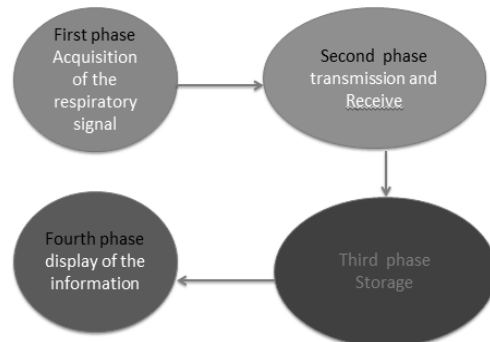 First phase
Acquisition
of the
respiratory
signal
Second phase
transmission and
Receive
Third phase
Storage
Fourth phase
display of the
information